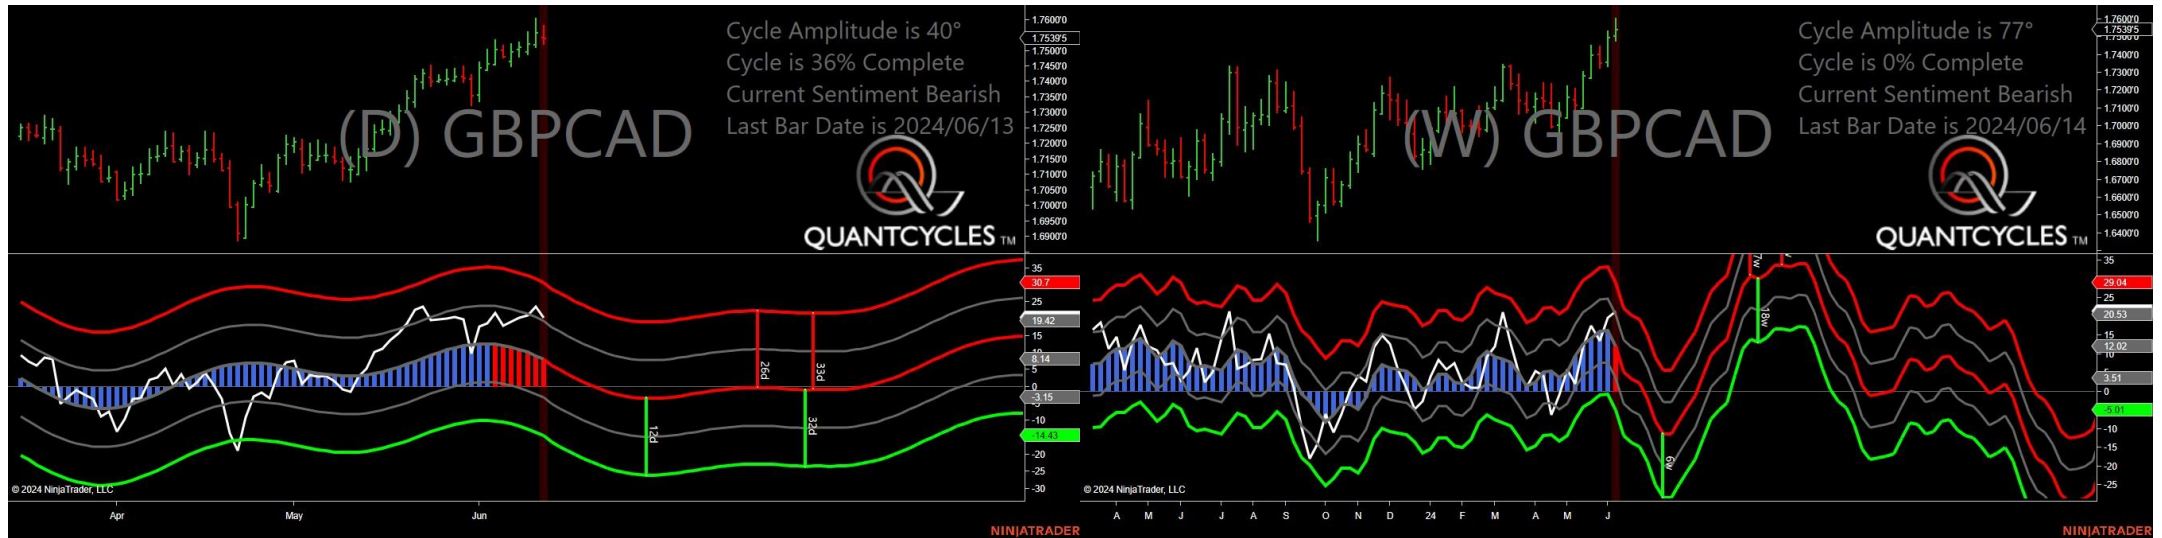 Cycle Amplitude is 40°
Cycle is 36% Complete
Current Sentiment Bearish
Last Bar Date is 2024/06/13
(D) GBPCAD
QUANTCYCLES TM
1.7600'0
1.7539'5
1.7500'0
1.7450'0
1.7400'0
1.7350'0
1.7300'0
1.7250'0
1.7200'0
1.7150'0
1.7100'0
1.7050'0
1.7000'0
1.6950'0
1.6900'0
35
30.7
25
19.42
15
8.14
5
0
-3.15
-10
-14.43
-20
-25
-30
26d
33d
12d
32d
© 2024 NinjaTrader, LLC
Apr May Jun
NINJATRADER
Cycle Amplitude is 77°
Cycle is 0% Complete
Current Sentiment Bearish
Last Bar Date is 2024/06/14
(W) GBPCAD
QUANTCYCLES TM
1.7600'0
1.7539'5
1.7400'0
1.7300'0
1.7200'0
1.7100'0
1.7000'0
1.6900'0
1.6800'0
1.6700'0
1.6600'0
1.6500'0
1.6400'0
35
29.04
25
20.53
15
12.02
10
3.51
0
-5.01
-10
-15
-20
-25
7w
18w
6w
© 2024 NinjaTrader, LLC
A M J J A S O N D 24 F M A M J
NINJATRADER